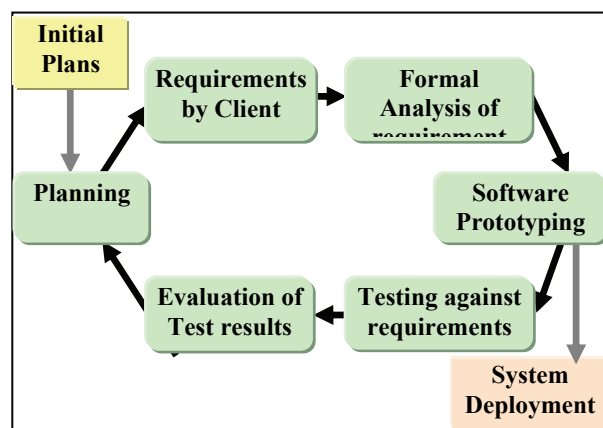 Initial
Plans
Requirements
by Client
Formal
Analysis of
requirement
Planning
Software
Prototyping
Evaluation of
Test results
Testing against
requirements
System
Deployment